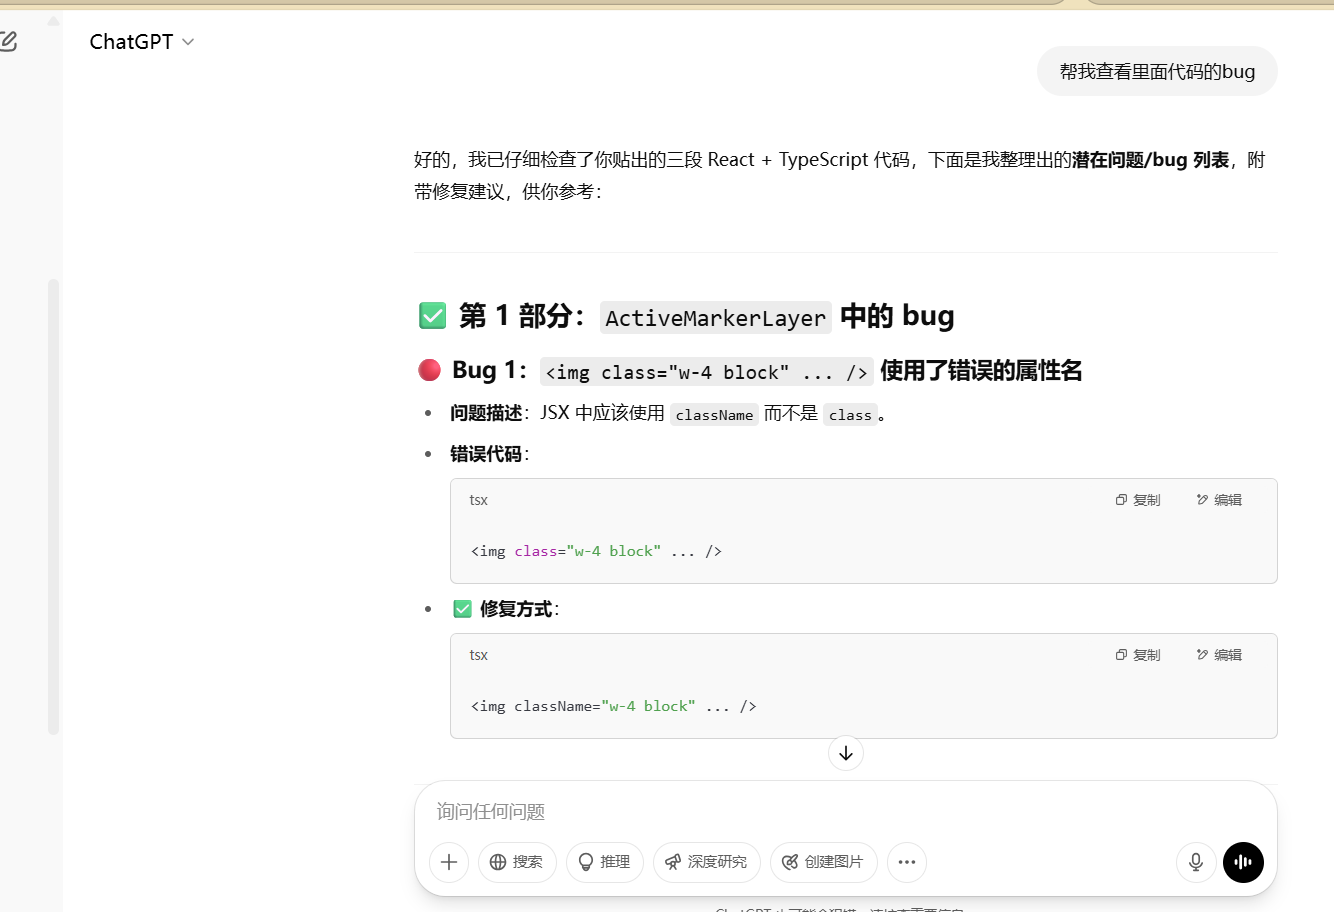 ChatGPT
帮我查看里面代码的bug
好的，我已仔细检查了你贴出的三段 React + TypeScript 代码，下面是我整理出的潜在问题/bug 列表，附
带修复建议，供你参考：
第 1 部分：ActiveMarkerLayer 中的 bug
Bug 1：<img class="w-4 block" ... /> 使用了错误的属性名
问题描述：JSX 中应该使用 className 而不是 class。
错误代码：
tsx 复制 编辑
<img class="w-4 block" ... />
修复方式：
tsx 复制 编辑
<img className="w-4 block" ... />
询问任何问题
搜索 推理 深度研究 创建图片